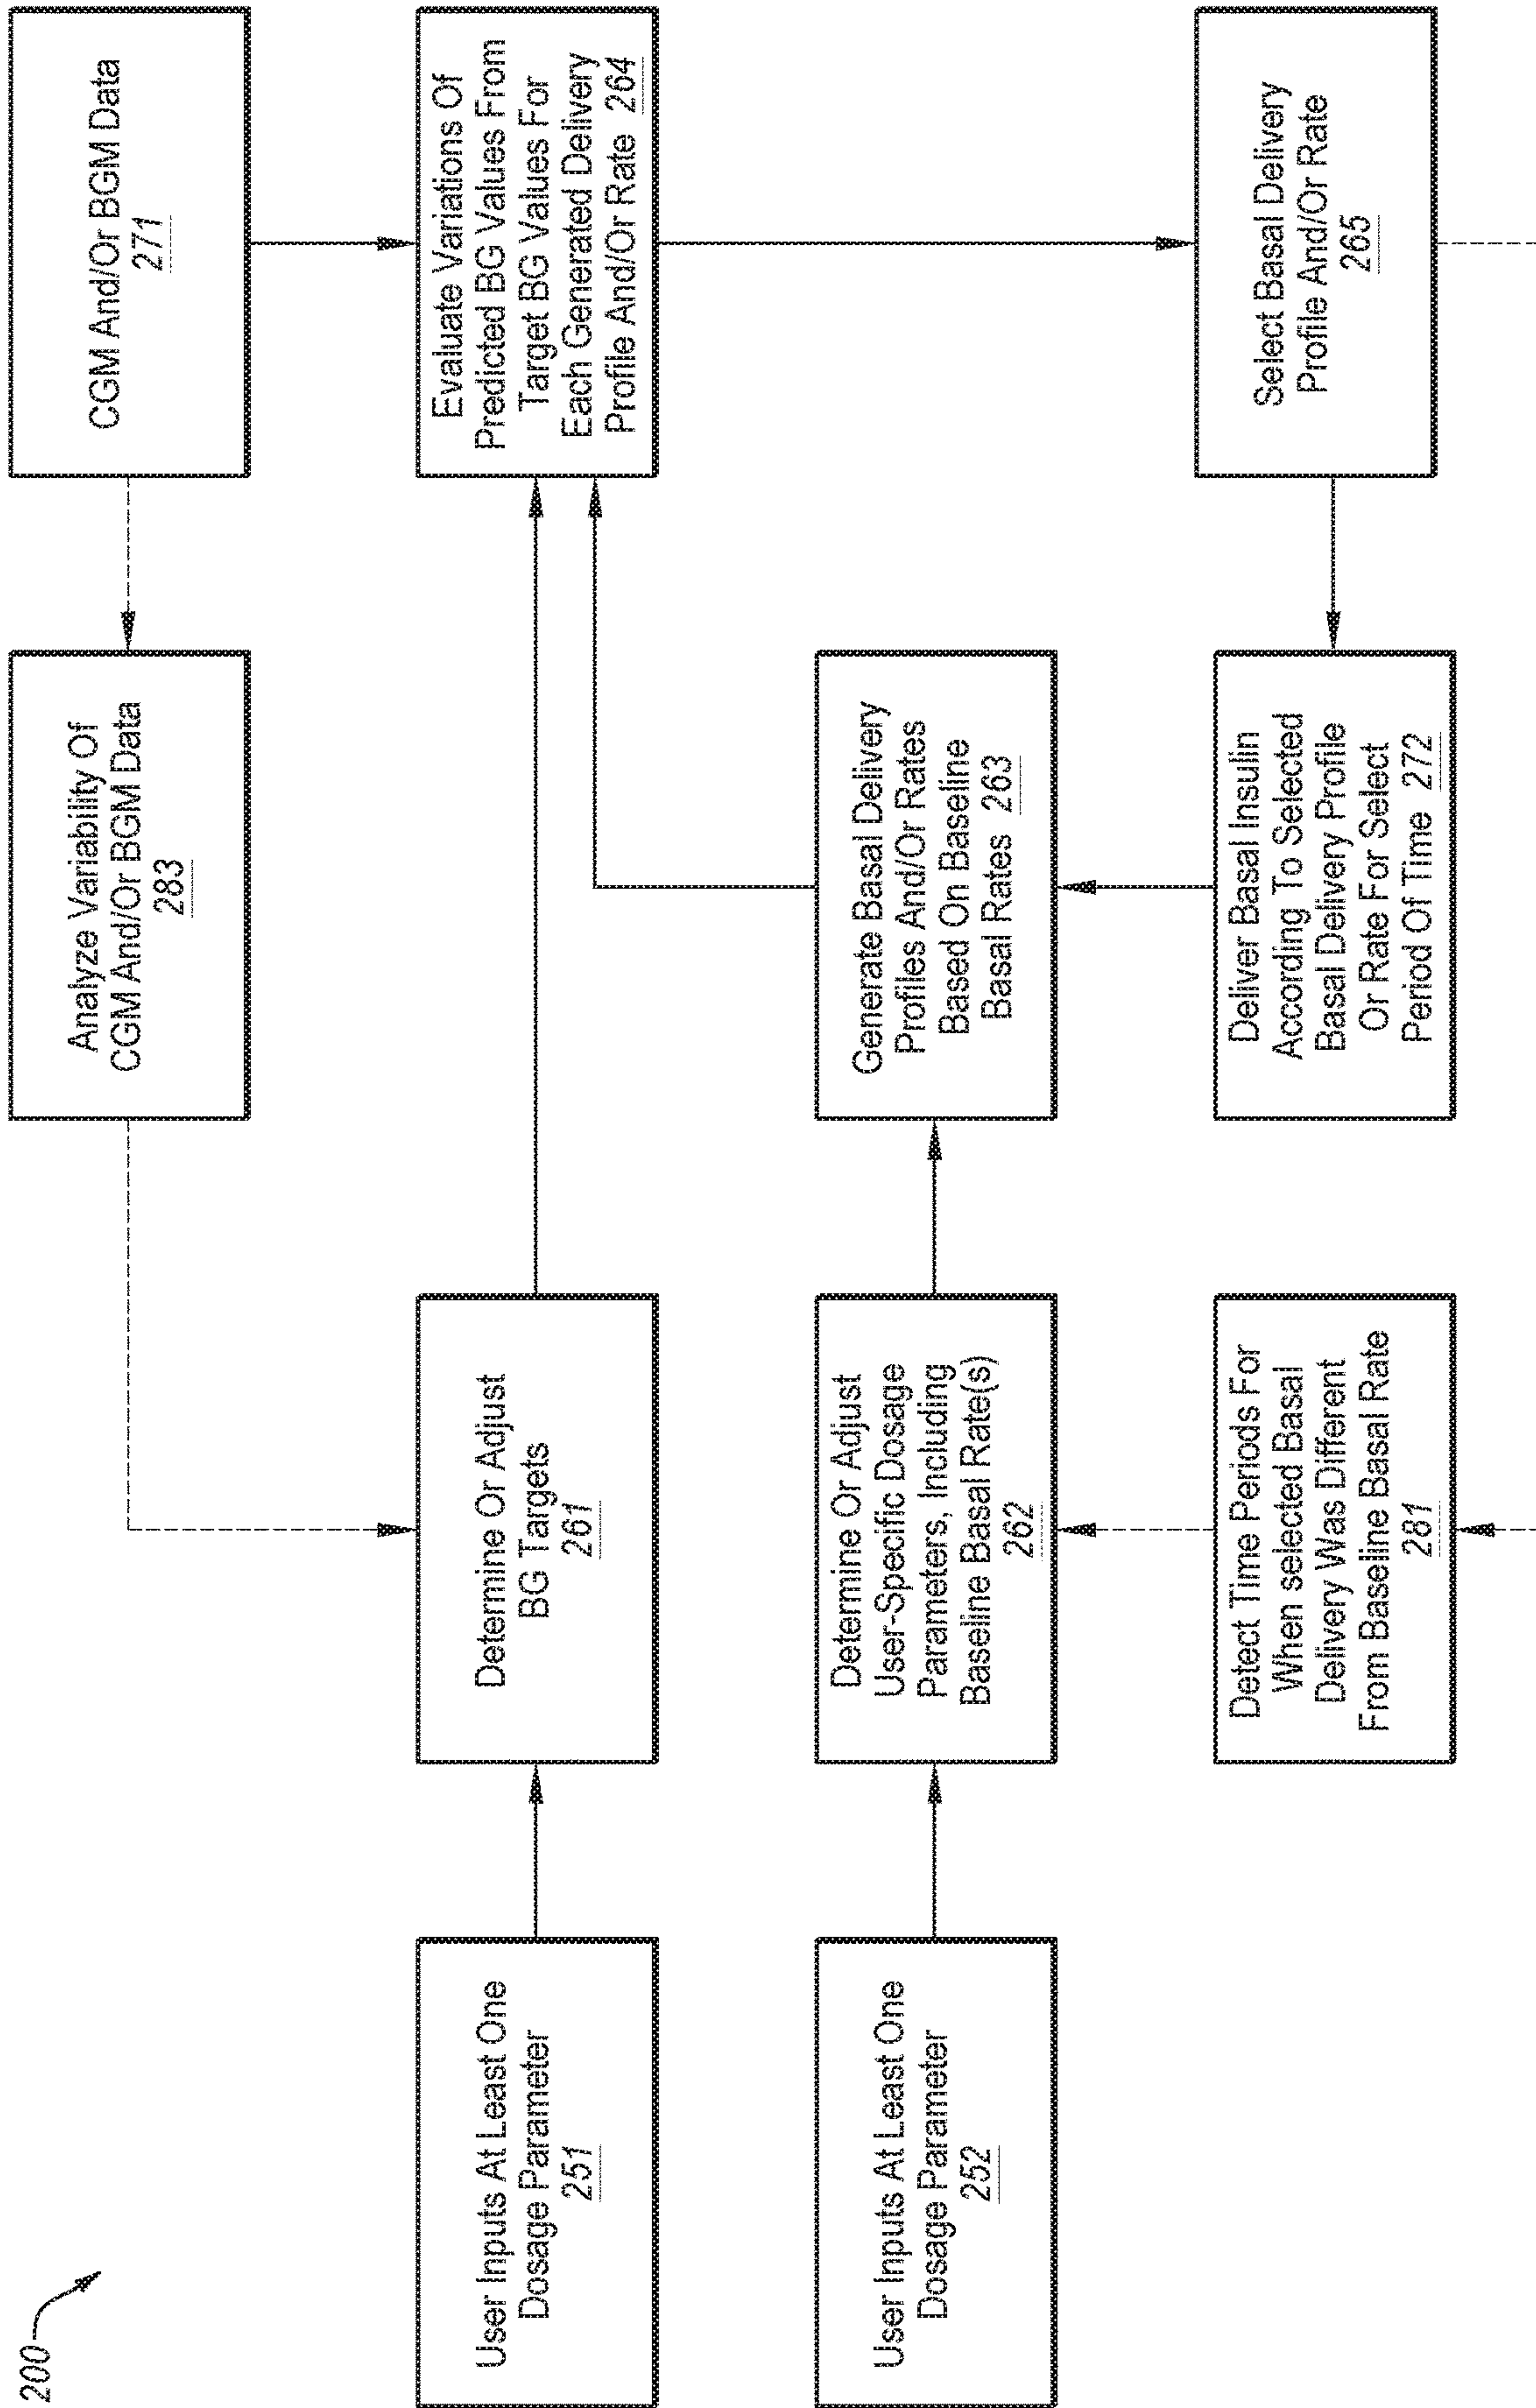 200
CGM And/Or BGM Data
271
Analyze Variability Of
CGM And/Or BGM Data
283
User Inputs At Least One
Dosage Parameter
251
Determine Or Adjust
BG Targets
261
Evaluate Variations Of
Predicted BG Values From
Target BG Values For
Each Generated Delivery
Profile And/Or Rate 264
User Inputs At Least One
Dosage Parameter
252
Determine Or Adjust
User-Specific Dosage
Parameters, Including
Baseline Basal Rate(s)
262
Generate Basal Delivery
Profiles And/Or Rates
Based On Baseline
Basal Rates 263
Detect Time Periods For
When selected Basal
Delivery Was Different
From Baseline Basal Rate
281
Deliver Basal Insulin
According To Selected
Basal Delivery Profile
Or Rate For Select
Period Of Time 272
Select Basal Delivery
Profile And/Or Rate
265